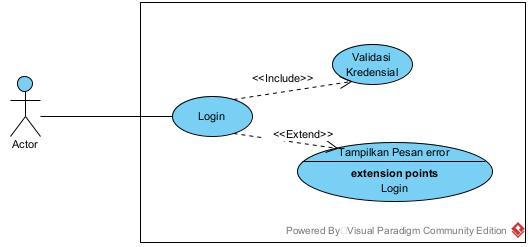 Validasi
Kredensial
<<Include>>
Login
Actor
<<Extend>>
Tampilkan Pesan error
extension points
Login
Powered By Visual Paradigm Community Edition